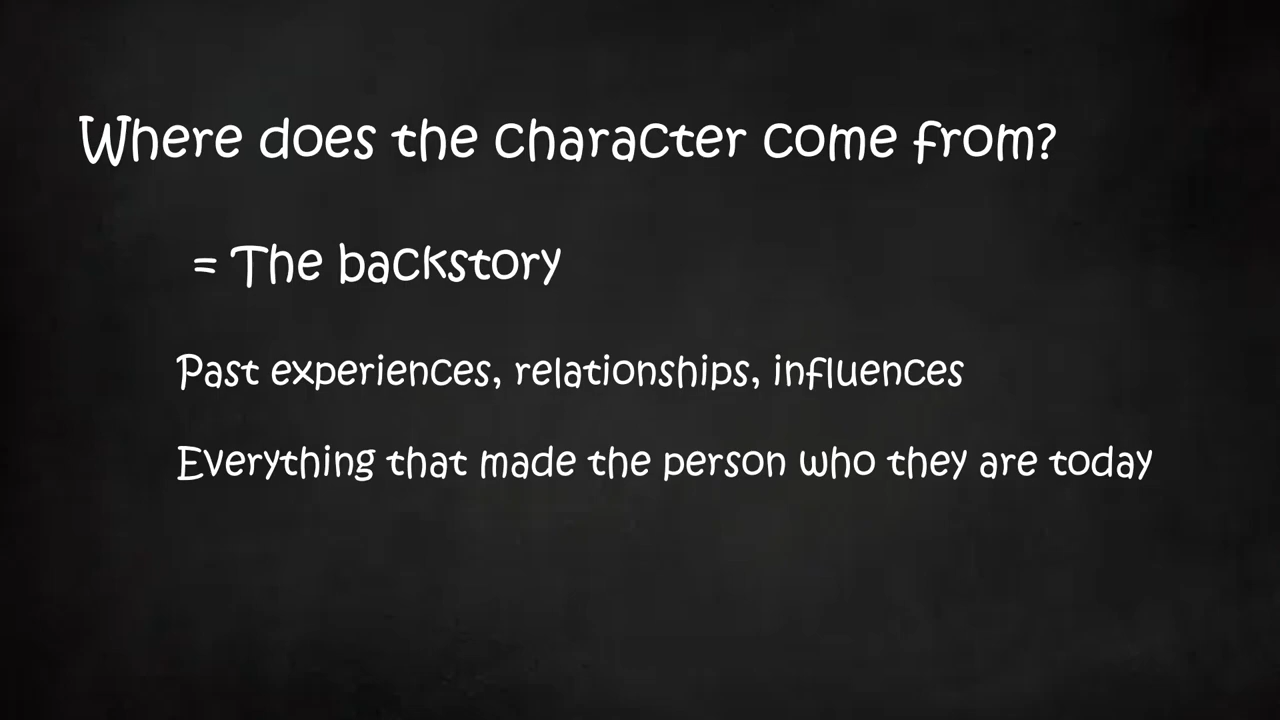 Where does the character come from?
= The backstory
Past experiences, relationships, influences
Everything that made the person who they are today